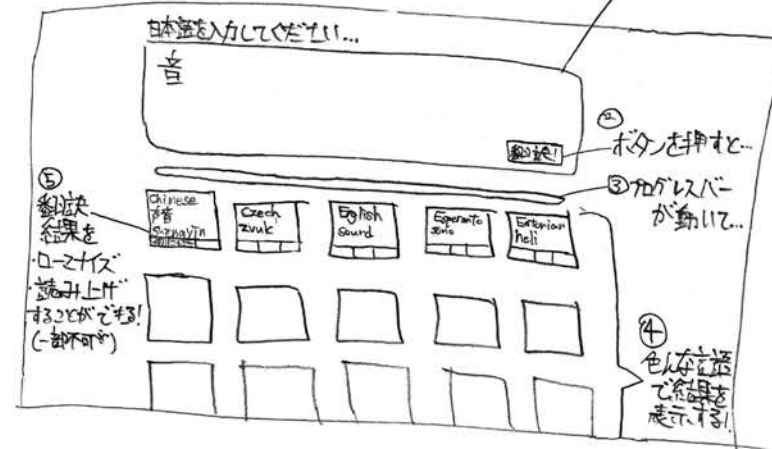 日本語を入力してください…
音
翻訳!
②
ボタンを押すと…
③プログレスバー
が動いて…
Chinese
声音
Czech
zvuk
English
sound
Esperanto
sono
Estonian
heli
④
色んな言語
で結果を
表示する!
⑤
翻訳
結果を
・ローマナイズ
・読み上げ
することができる!
(一部不可)